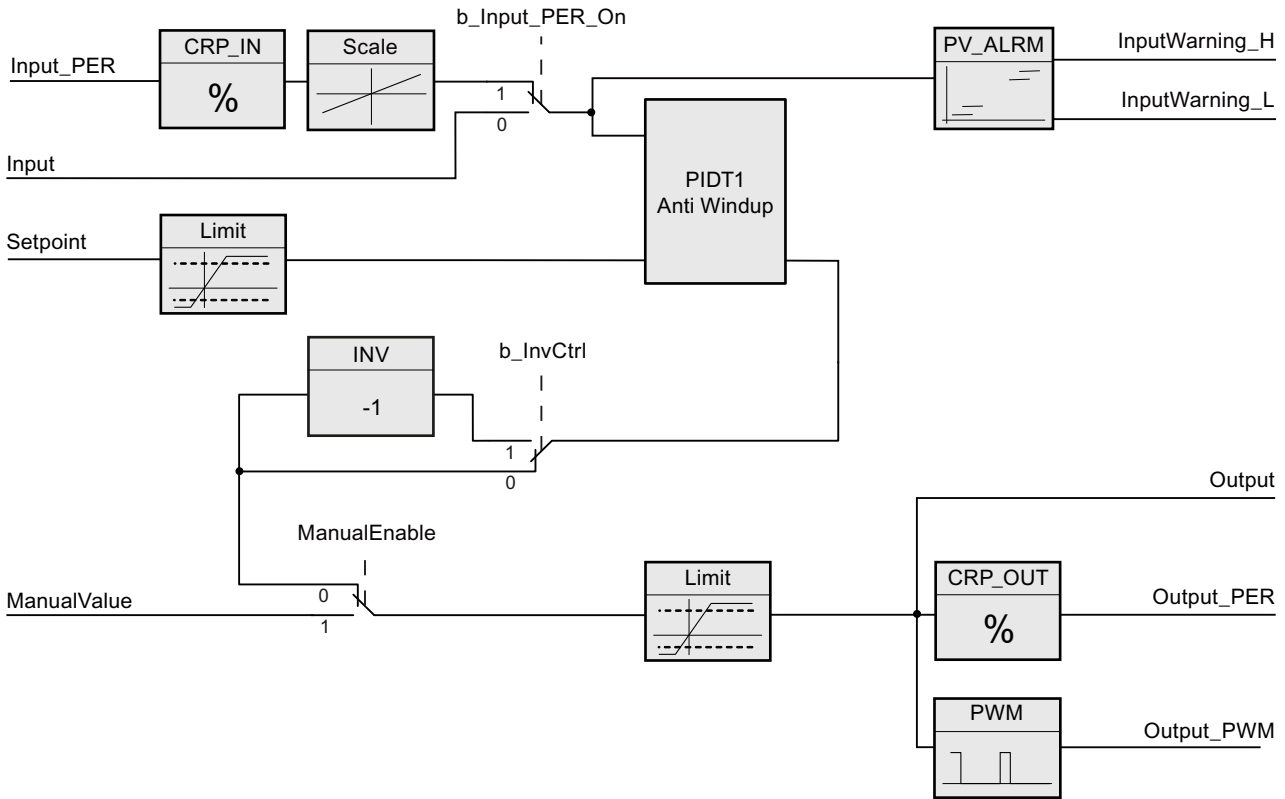 b_Input_PER_On
Input_PER
CRP_IN
%
Scale
1
0
PV_ALRM
InputWarning_H
InputWarning_L
Input
PIDT1
Anti Windup
Setpoint
Limit
INV
-1
b_InvCtrl
1
0
Output
ManualEnable
ManualValue
0
1
Limit
CRP_OUT
%
Output_PER
PWM
Output_PWM